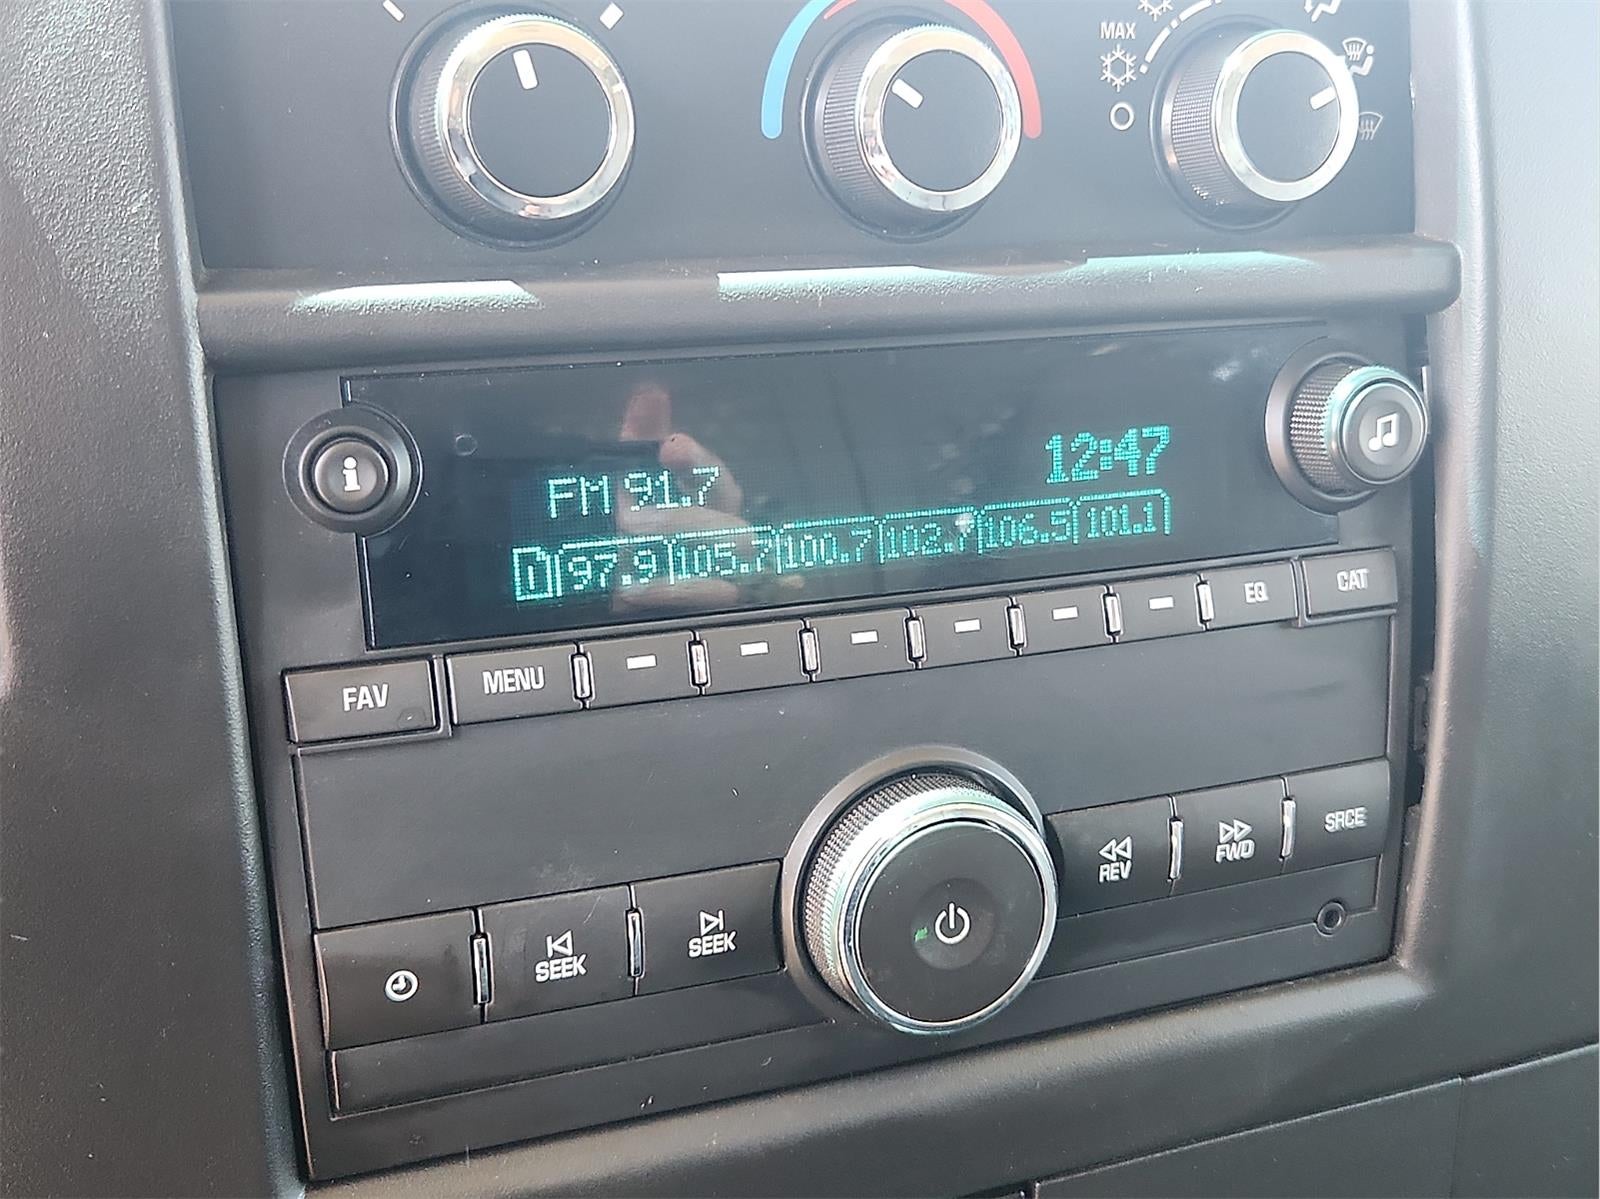 MAX
i
12:47
FM 91.7
1 97.9 105.7 100.7 102.7 106.5 101.1
FAV MENU EQ CAT
SEEK SEEK REV FWD SRCE